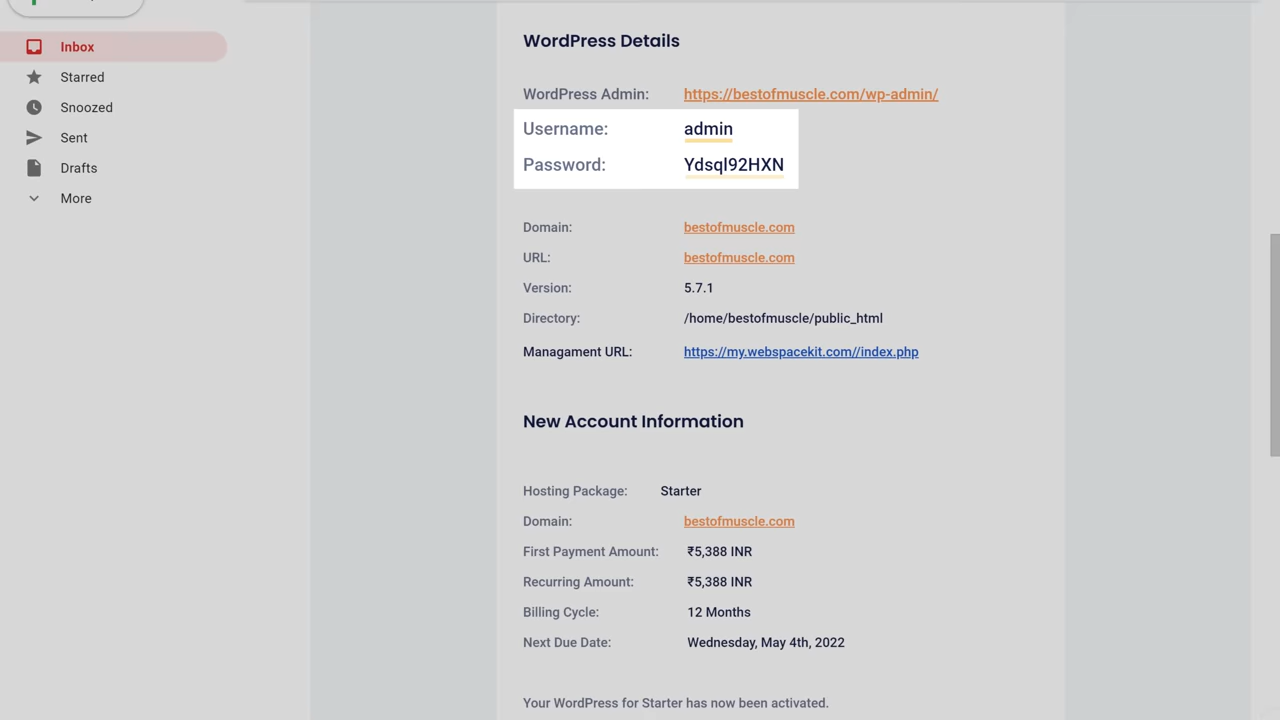 Inbox
Starred
Snoozed
Sent
Drafts
More
WordPress Details
WordPress Admin: https://bestofmuscle.com/wp-admin/
Username: admin
Password: Ydsql92HXN
Domain: bestofmuscle.com
URL: bestofmuscle.com
Version: 5.7.1
Directory: /home/bestofmuscle/public_html
Managament URL: https://my.webspacekit.com//index.php
New Account Information
Hosting Package: Starter
Domain: bestofmuscle.com
First Payment Amount: ₹5,388 INR
Recurring Amount: ₹5,388 INR
Billing Cycle: 12 Months
Next Due Date: Wednesday, May 4th, 2022
Your WordPress for Starter has now been activated.